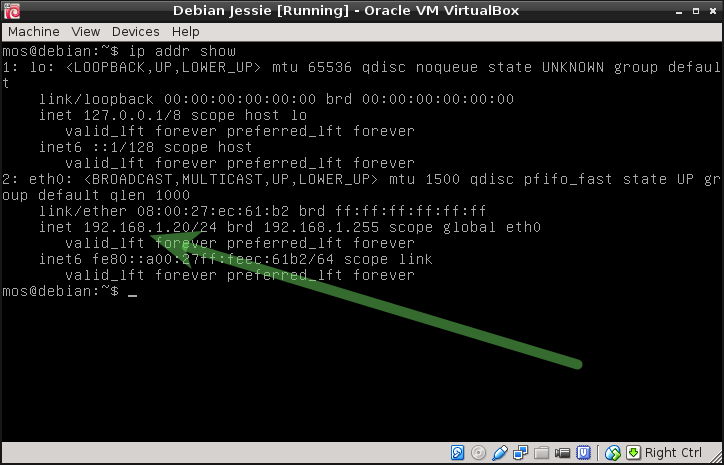 Debian Jessie [Running] - Oracle VM VirtualBox
Machine View Devices Help
mos@debian:~$ ip addr show
1: lo: <LOOPBACK,UP,LOWER_UP> mtu 65536 qdisc noqueue state UNKNOWN group defaul
t
    link/loopback 00:00:00:00:00:00 brd 00:00:00:00:00:00
    inet 127.0.0.1/8 scope host lo
       valid_lft forever preferred_lft forever
    inet6 ::1/128 scope host
       valid_lft forever preferred_lft forever
2: eth0: <BROADCAST,MULTICAST,UP,LOWER_UP> mtu 1500 qdisc pfifo_fast state UP gr
oup default qlen 1000
    link/ether 08:00:27:ec:61:b2 brd ff:ff:ff:ff:ff:ff
    inet 192.168.1.20/24 brd 192.168.1.255 scope global eth0
       valid_lft forever preferred_lft forever
    inet6 fe80::a00:27ff:feec:61b2/64 scope link
       valid_lft forever preferred_lft forever
mos@debian:~$ _
Right Ctrl